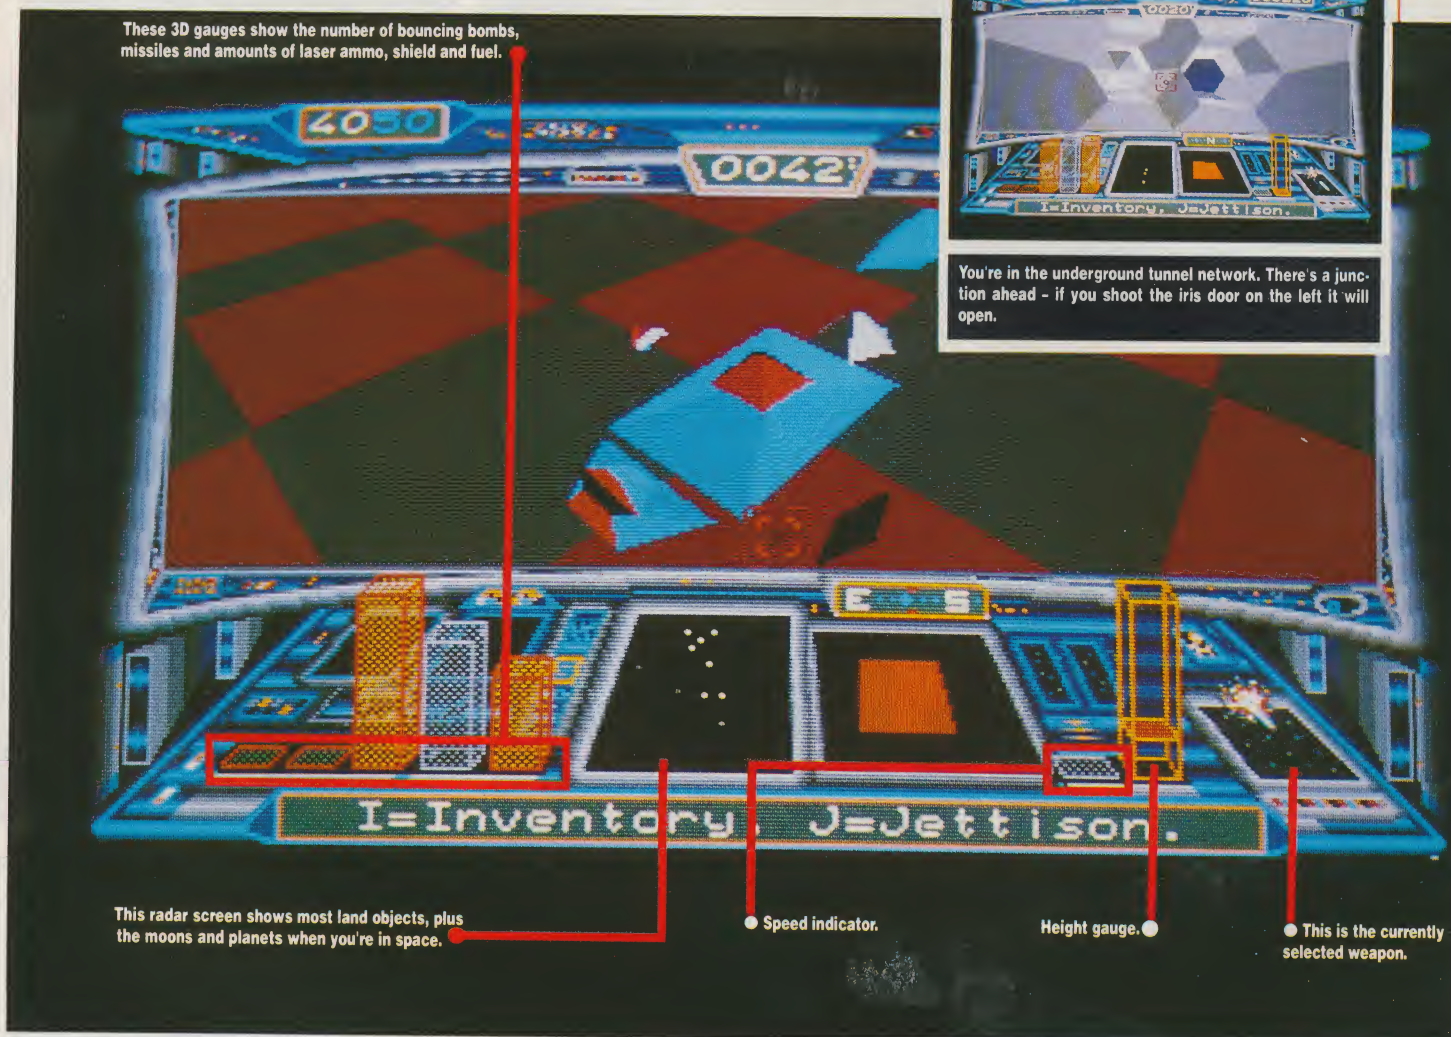 These 3D gauges show the number of bouncing bombs,
missiles and amounts of laser ammo, shield and fuel.
4050
0042
E S
I=Inventory, J=Jettison.
0020
N
I=Inventory, J=Jettison.
You're in the underground tunnel network. There's a junc-
tion ahead - if you shoot the iris door on the left it will
open.
This radar screen shows most land objects, plus
the moons and planets when you're in space.
Speed indicator.
Height gauge.
This is the currently
selected weapon.